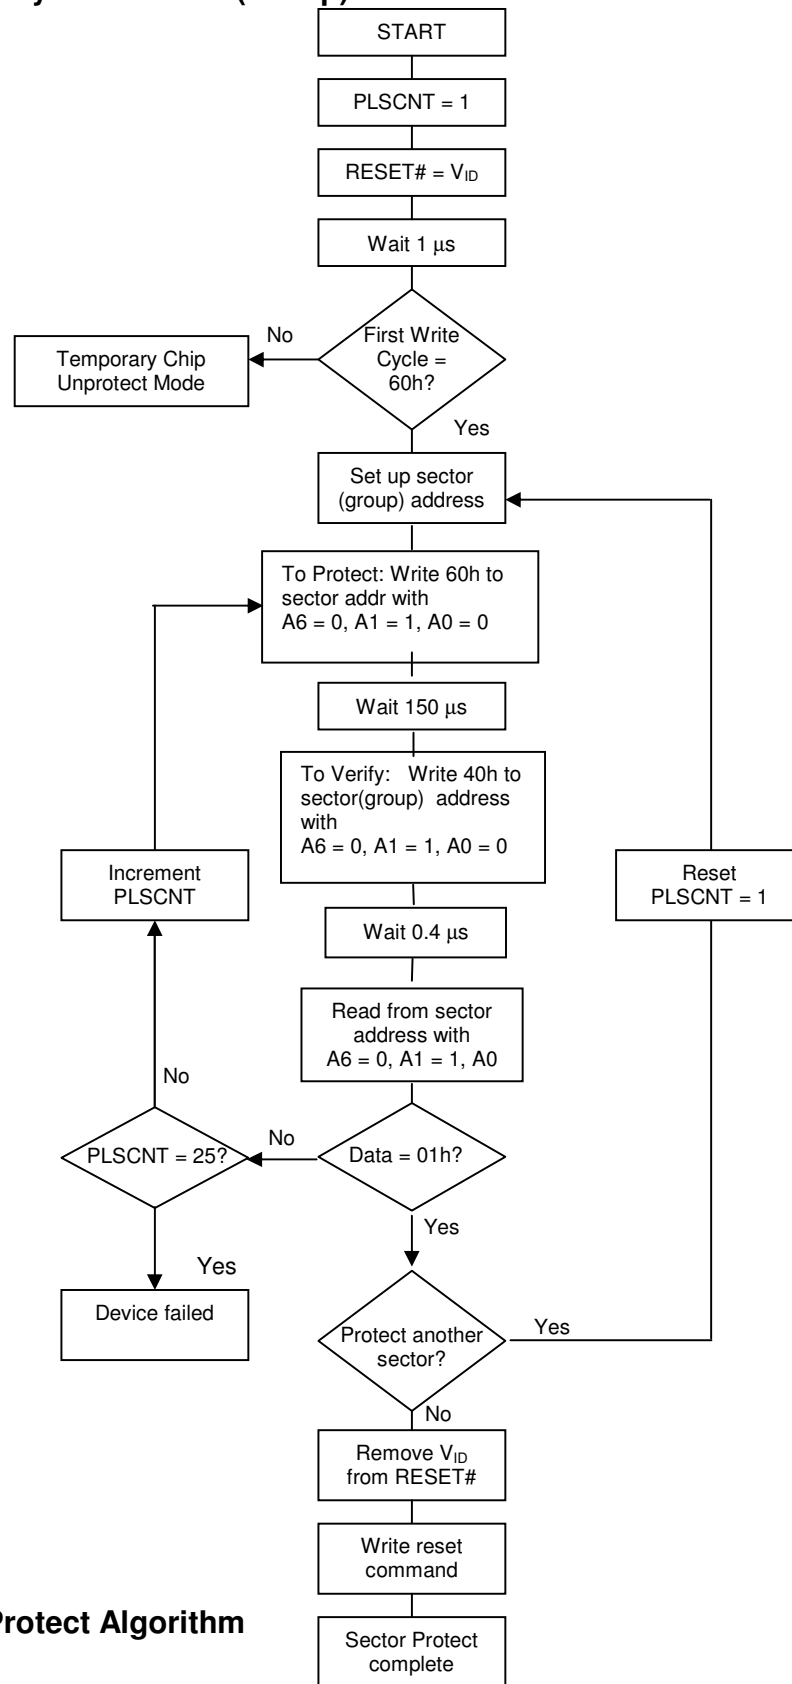 START
PLSCNT = 1
RESET# = VID
Wait 1 µs
First Write
Cycle =
60h?
No
Temporary Chip
Unprotect Mode
Yes
Set up sector
(group) address
To Protect: Write 60h to
sector addr with
A6 = 0, A1 = 1, A0 = 0
Wait 150 µs
To Verify: Write 40h to
sector(group) address
with
A6 = 0, A1 = 1, A0 = 0
Increment
PLSCNT
Reset
PLSCNT = 1
Wait 0.4 µs
Read from sector
address with
A6 = 0, A1 = 1, A0
No
PLSCNT = 25?
No
Data = 01h?
Yes
Yes
Device failed
Protect another
sector?
Yes
No
Remove VID
from RESET#
Write reset
command
Protect Algorithm
Sector Protect
complete